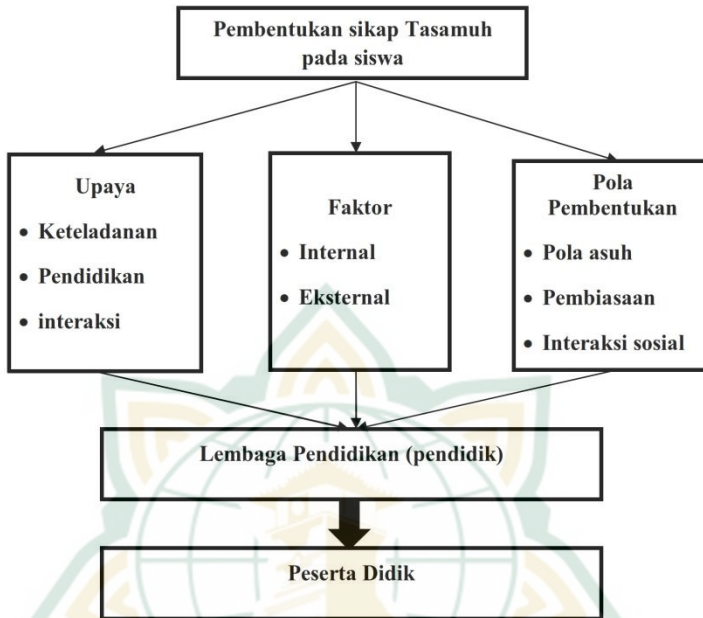 Pembentukan sikap Tasamuh
pada siswa
Upaya
• Keteladanan
• Pendidikan
• interaksi
Faktor
• Internal
• Eksternal
Pola
Pembentukan
• Pola asuh
• Pembiasaan
• Interaksi sosial
Lembaga Pendidikan (pendidik)
Peserta Didik